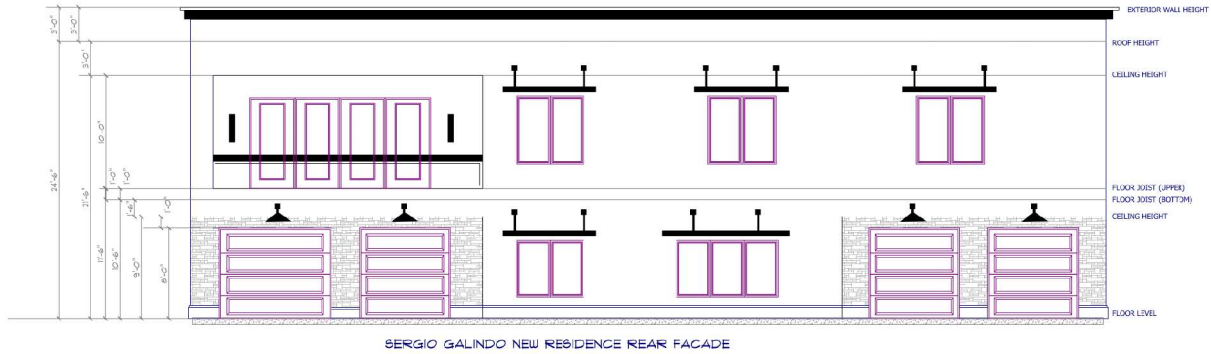 EXTERIOR WALL HEIGHT
3'-0"
3'-0"
ROOF HEIGHT
3'-0"
CEILING HEIGHT
10'-0"
24'-6"
21'-6"
1'-0"
1'-0"
FLOOR JOIST (UPPER)
FLOOR JOIST (BOTTOM)
1'-6"
1'-0"
CEILING HEIGHT
11'-6"
10'-6"
9'-0"
8'-0"
FLOOR LEVEL
SERGIO GALINDO NEW RESIDENCE REAR FACADE